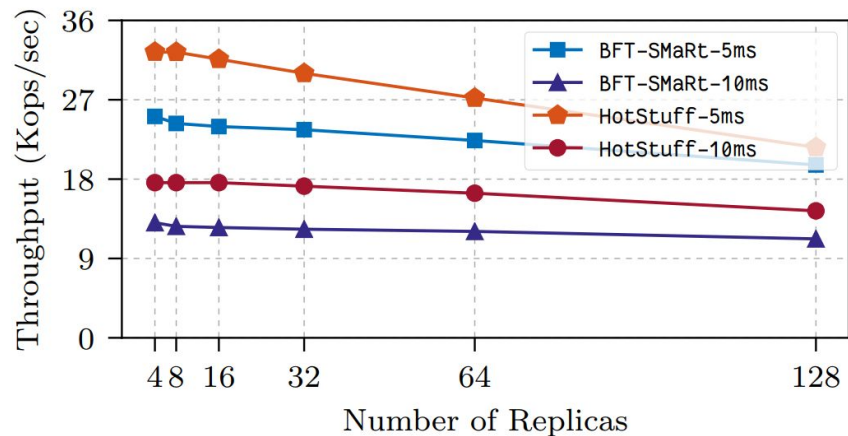 Throughput (Kops/sec)
36
27
18
9
0
BFT-SMaRt-5ms
BFT-SMaRt-10ms
HotStuff-5ms
HotStuff-10ms
4 8 16 32 64 128
Number of Replicas